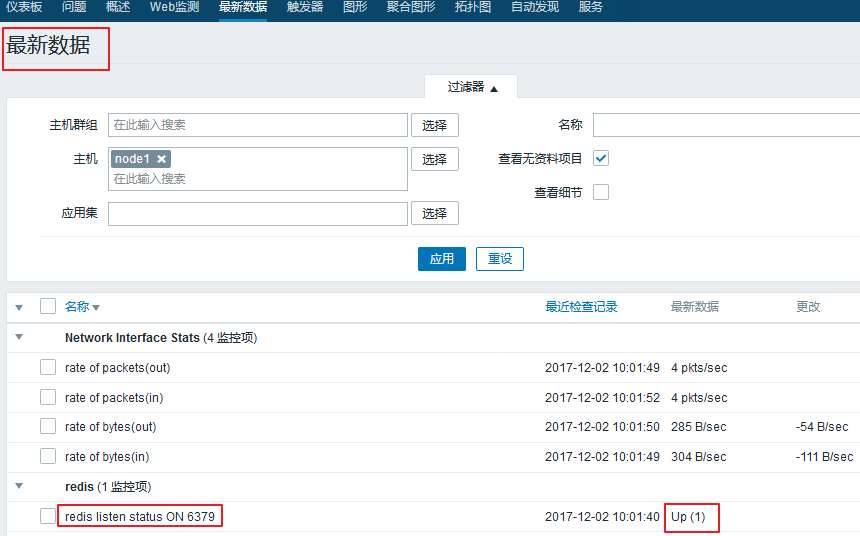 仪表板 问题 概述 Web监测 最新数据 触发器 图形 聚合图形 拓扑图 自动发现 服务
最新数据
过滤器 ▲
主机群组 在此输入搜索 选择 名称
主机 node1 ✖ 选择 查看无资料项目
在此输入搜索
查看细节
应用集 选择
应用 重设
名称 最近检查记录 最新数据 更改
Network Interface Stats (4 监控项)
rate of packets(out) 2017-12-02 10:01:49 4 pkts/sec
rate of packets(in) 2017-12-02 10:01:52 4 pkts/sec
rate of bytes(out) 2017-12-02 10:01:50 285 B/sec -54 B/sec
rate of bytes(in) 2017-12-02 10:01:49 304 B/sec -111 B/sec
redis (1 监控项)
redis listen status ON 6379 2017-12-02 10:01:40 Up (1)